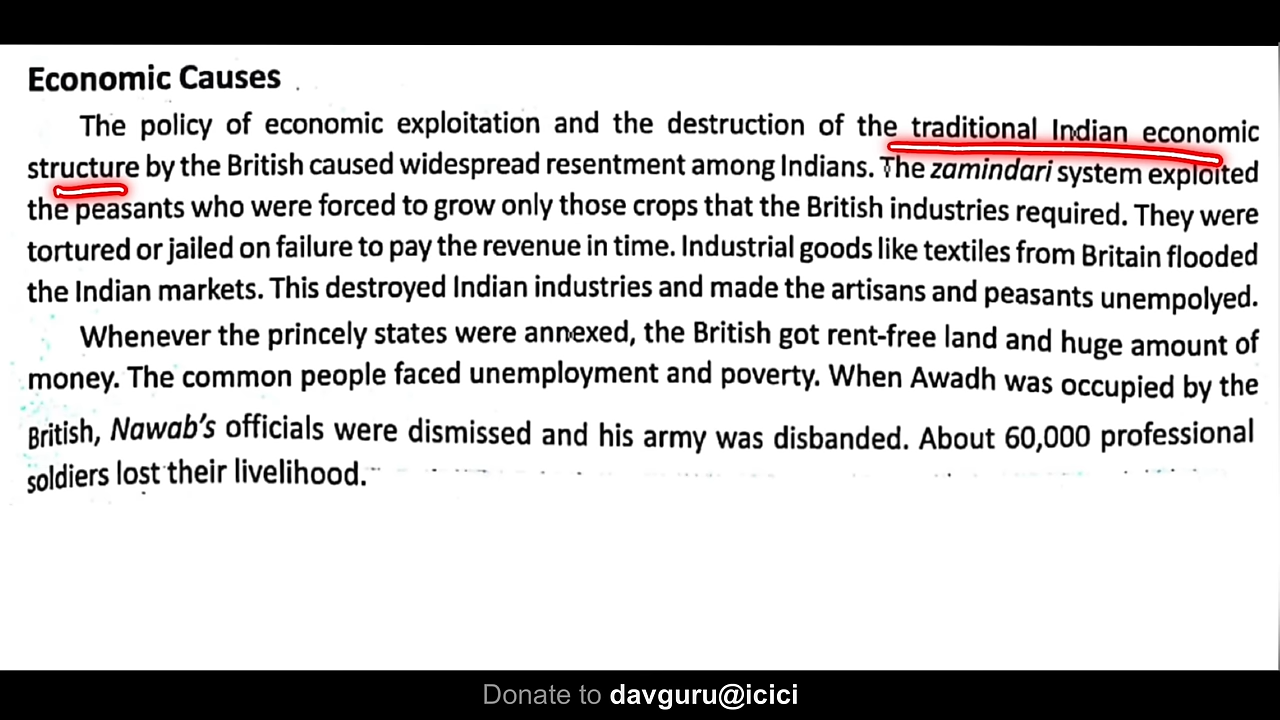 Economic Causes
The policy of economic exploitation and the destruction of the traditional Indian economic
structure by the British caused widespread resentment among Indians. The zamindari system exploited
the peasants who were forced to grow only those crops that the British industries required. They were
tortured or jailed on failure to pay the revenue in time. Industrial goods like textiles from Britain flooded
the Indian markets. This destroyed Indian industries and made the artisans and peasants unempolyed.
Whenever the princely states were annexed, the British got rent-free land and huge amount of
money. The common people faced unemployment and poverty. When Awadh was occupied by the
British, Nawab's officials were dismissed and his army was disbanded. About 60,000 professional
soldiers lost their livelihood.
Donate to davguru@icici